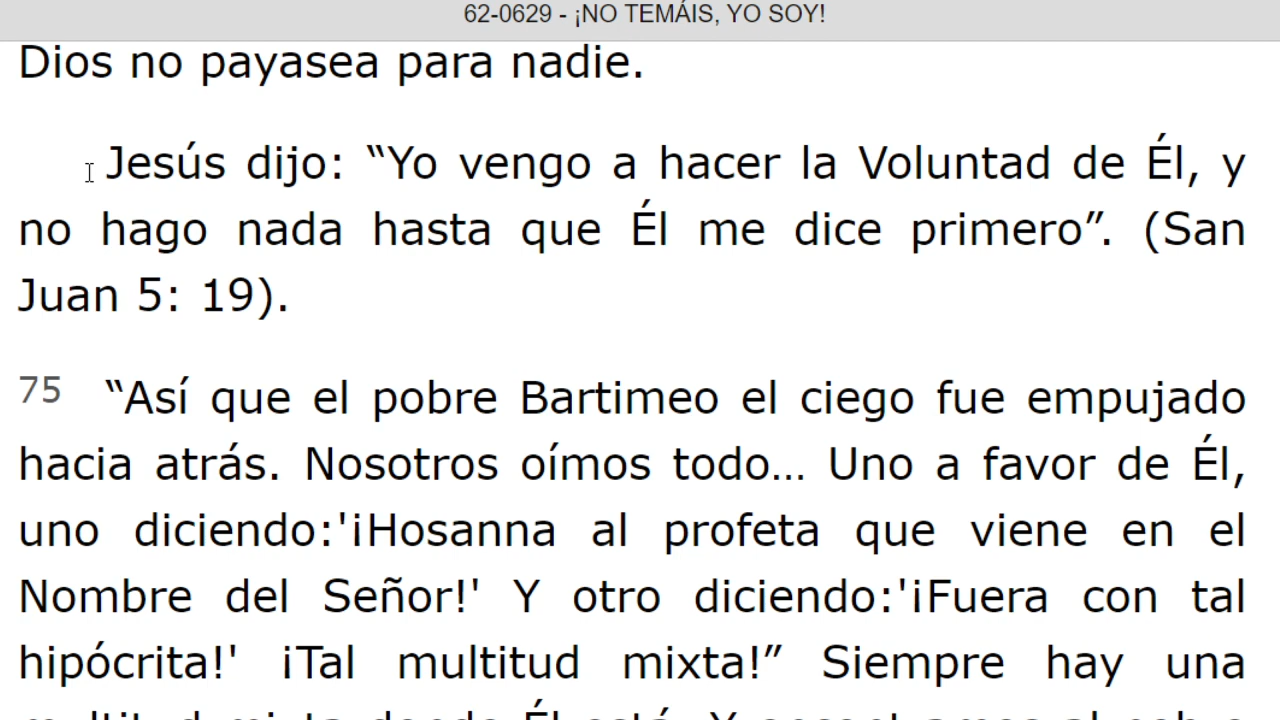 62-0629 - ¡NO TEMÁIS, YO SOY!
Dios no payasea para nadie.
Jesús dijo: “Yo vengo a hacer la Voluntad de Él, y
no hago nada hasta que Él me dice primero”. (San
Juan 5: 19).
75 “Así que el pobre Bartimeo el ciego fue empujado
hacia atrás. Nosotros oímos todo... Uno a favor de Él,
uno diciendo:'¡Hosanna al profeta que viene en el
Nombre del Señor!' Y otro diciendo:'¡Fuera con tal
hipócrita!' ¡Tal multitud mixta!” Siempre hay una